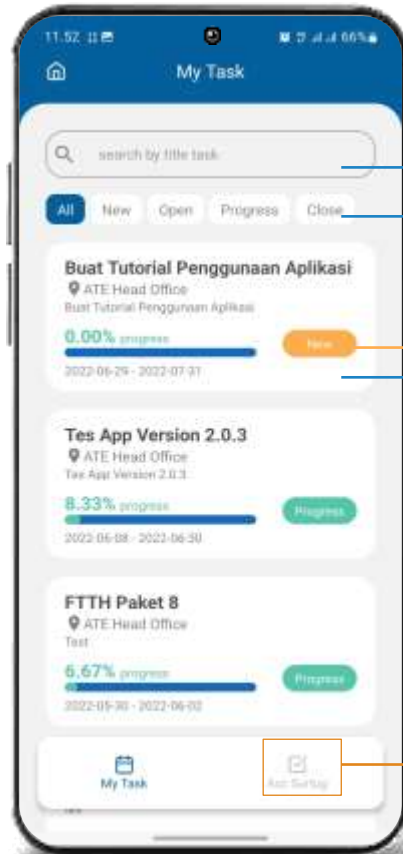 11.52
66%
My Task
search by title task
All New Open Progress Close
Buat Tutorial Penggunaan Aplikasi
ATE Head Office
Buat Tutorial Penggunaan Aplikasi
0.00% progress
New
2022-06-29 - 2022-07-31
Tes App Version 2.0.3
ATE Head Office
Tes App Version 2.0.3
8.33% progress
Progress
2022-06-08 - 2022-06-30
FTTH Paket 8
ATE Head Office
Test
6.67% progress
Progress
2022-05-30 - 2022-06-02
My Task